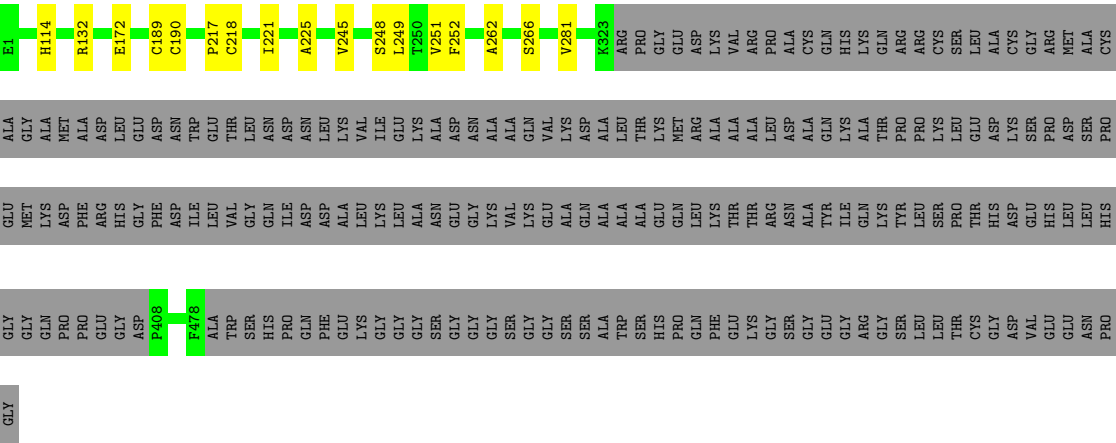 E1 H114 R132 E172 C189 C190 P217 C218 I221 A225 V245 S248 L249 T250 V251 F252 A262 S266 V281 K323 ARG PRO GLY GLU ASP LYS VAL ARG PRO ALA CYS GLN HIS LYS GLN ARG ARG CYS SER LEU ALA CYS GLY ARG MET ALA CYS
ALA GLY ALA MET ALA ASP LEU GLU ASP ASN TRP GLU THR LEU ASN ASP ASN LEU LYS VAL ILE GLU LYS ALA ASP ASN ALA ALA GLN VAL LYS ASP ALA LEU THR LYS MET ARG ALA ALA ALA LEU ASP ALA GLN LYS ALA THR PRO PRO LYS LEU GLU ASP LYS SER PRO ASP SER PRO
GLU MET LYS ASP PHE ARG HIS GLY PHE ASP ILE LEU VAL GLY GLN ILE ASP ASP ALA LEU LYS LEU ALA ASN GLU GLY LYS VAL LYS GLU ALA GLN ALA ALA ALA GLU GLN LEU LYS THR THR ARG ASN ALA TYR ILE GLN LYS TYR LEU SER PRO THR HIS ASP GLU HIS LEU LEU HIS
GLY GLY GLN PRO PRO GLU GLY ASP P408 F478 ALA TRP SER HIS PRO GLN PHE GLU LYS GLY GLY GLY SER GLY GLY GLY GLY SER GLY GLY SER SER ALA TRP SER HIS PRO GLN PHE GLU LYS GLY SER GLY GLU GLY ARG GLY SER LEU LEU THR CYS GLY ASP VAL GLU GLU ASN PRO
GLY